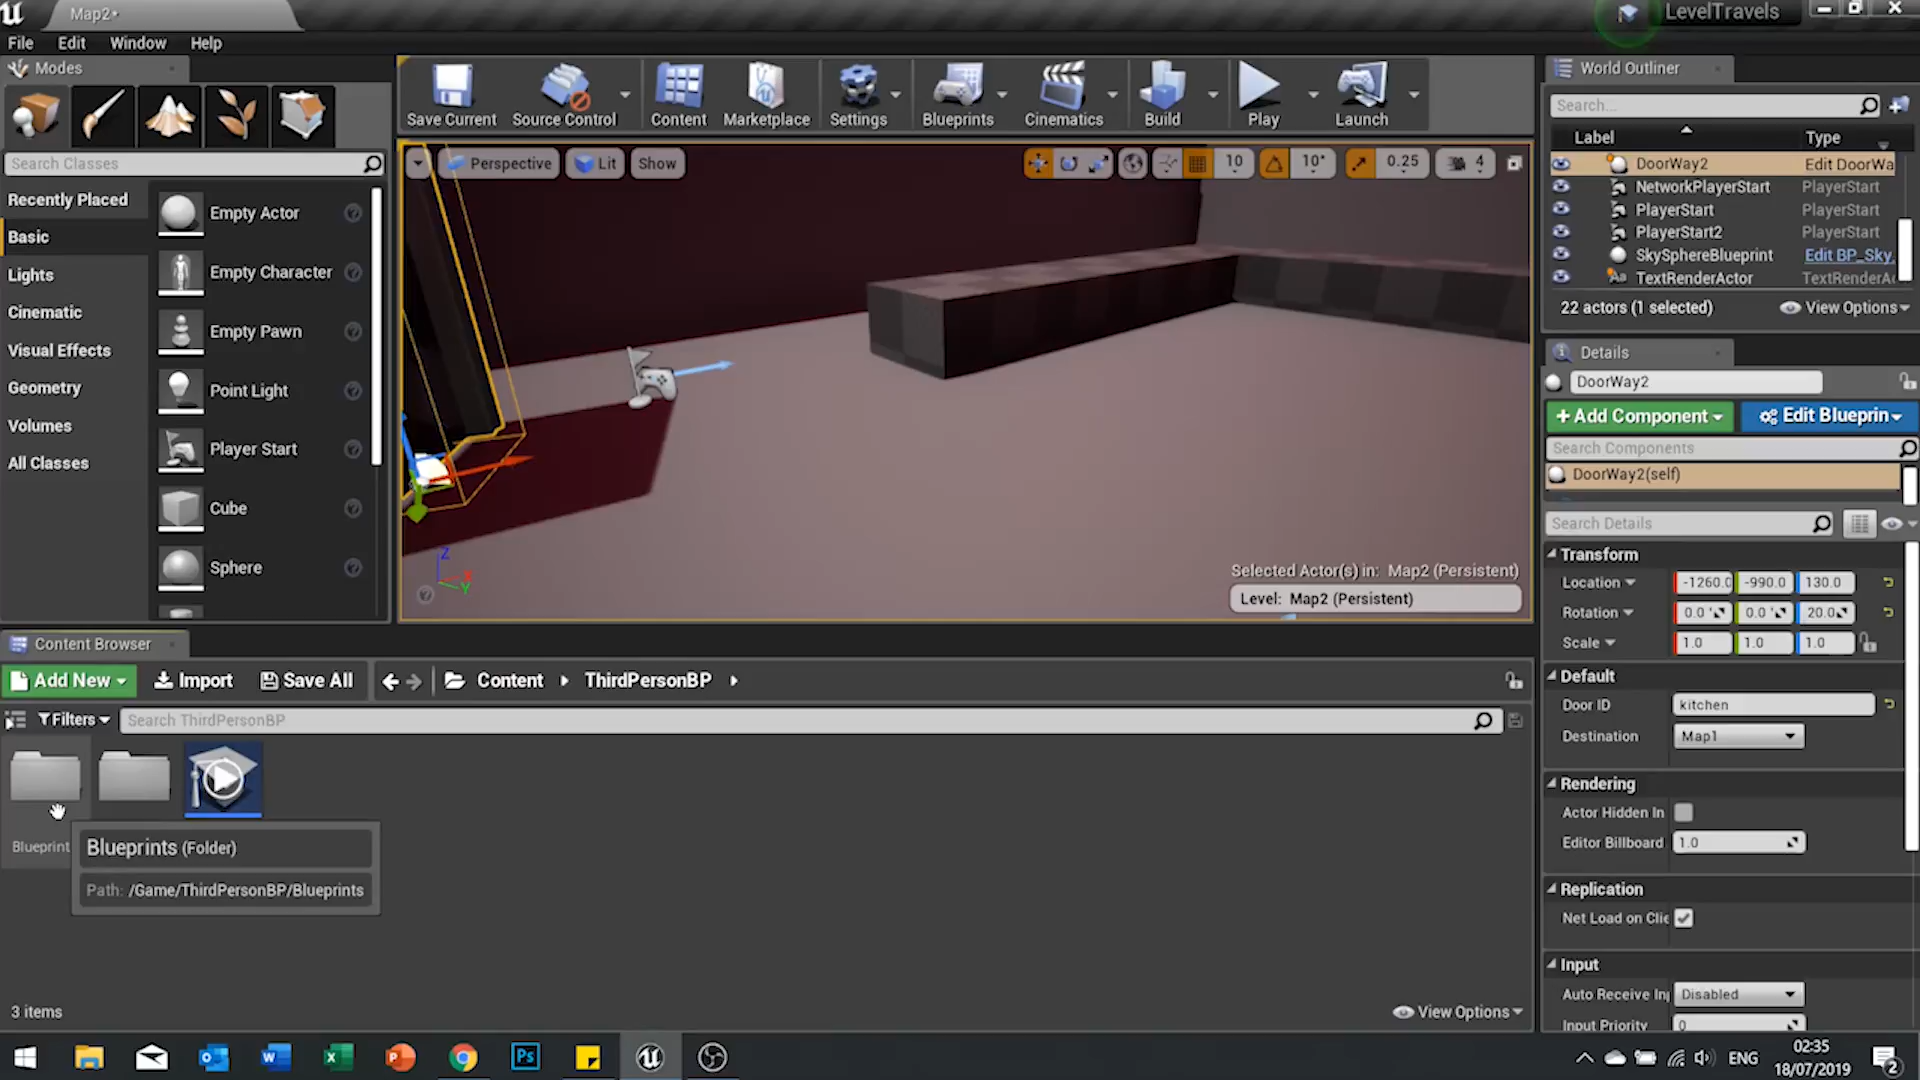 Map2*
LevelTravels
File Edit Window Help
Modes
Search Classes
Recently Placed
Basic
Lights
Cinematic
Visual Effects
Geometry
Volumes
All Classes
Empty Actor
Empty Character
Empty Pawn
Point Light
Player Start
Cube
Sphere
Save Current
Source Control
Content
Marketplace
Settings
Blueprints
Cinematics
Build
Play
Launch
Perspective
Lit
Show
10
10°
0.25
4
Z
X
Y
Selected Actor(s) in: Map2 (Persistent)
Level: Map2 (Persistent)
World Outliner
Search...
Label Type
DoorWay2 Edit DoorWa
NetworkPlayerStart PlayerStart
PlayerStart PlayerStart
PlayerStart2 PlayerStart
SkySphereBlueprint Edit BP_Sky_
TextRenderActor TextRenderA
22 actors (1 selected) View Options
Details
DoorWay2
+ Add Component Edit Blueprin
Search Components
DoorWay2(self)
Search Details
Transform
Location -1260.0 -990.0 130.0
Rotation 0.0 ° 0.0 ° 20.0
Scale 1.0 1.0 1.0
Default
Door ID kitchen
Destination Map1
Rendering
Actor Hidden In
Editor Billboard 1.0
Replication
Net Load on Clie
Input
Auto Receive Inp Disabled
Input Priority 0
Content Browser
Add New Import Save All Content ThirdPersonBP
Filters Search ThirdPersonBP
Blueprint
Blueprints (Folder)
Path: /Game/ThirdPersonBP/Blueprints
3 items
View Options
ENG
02:35
18/07/2019
2